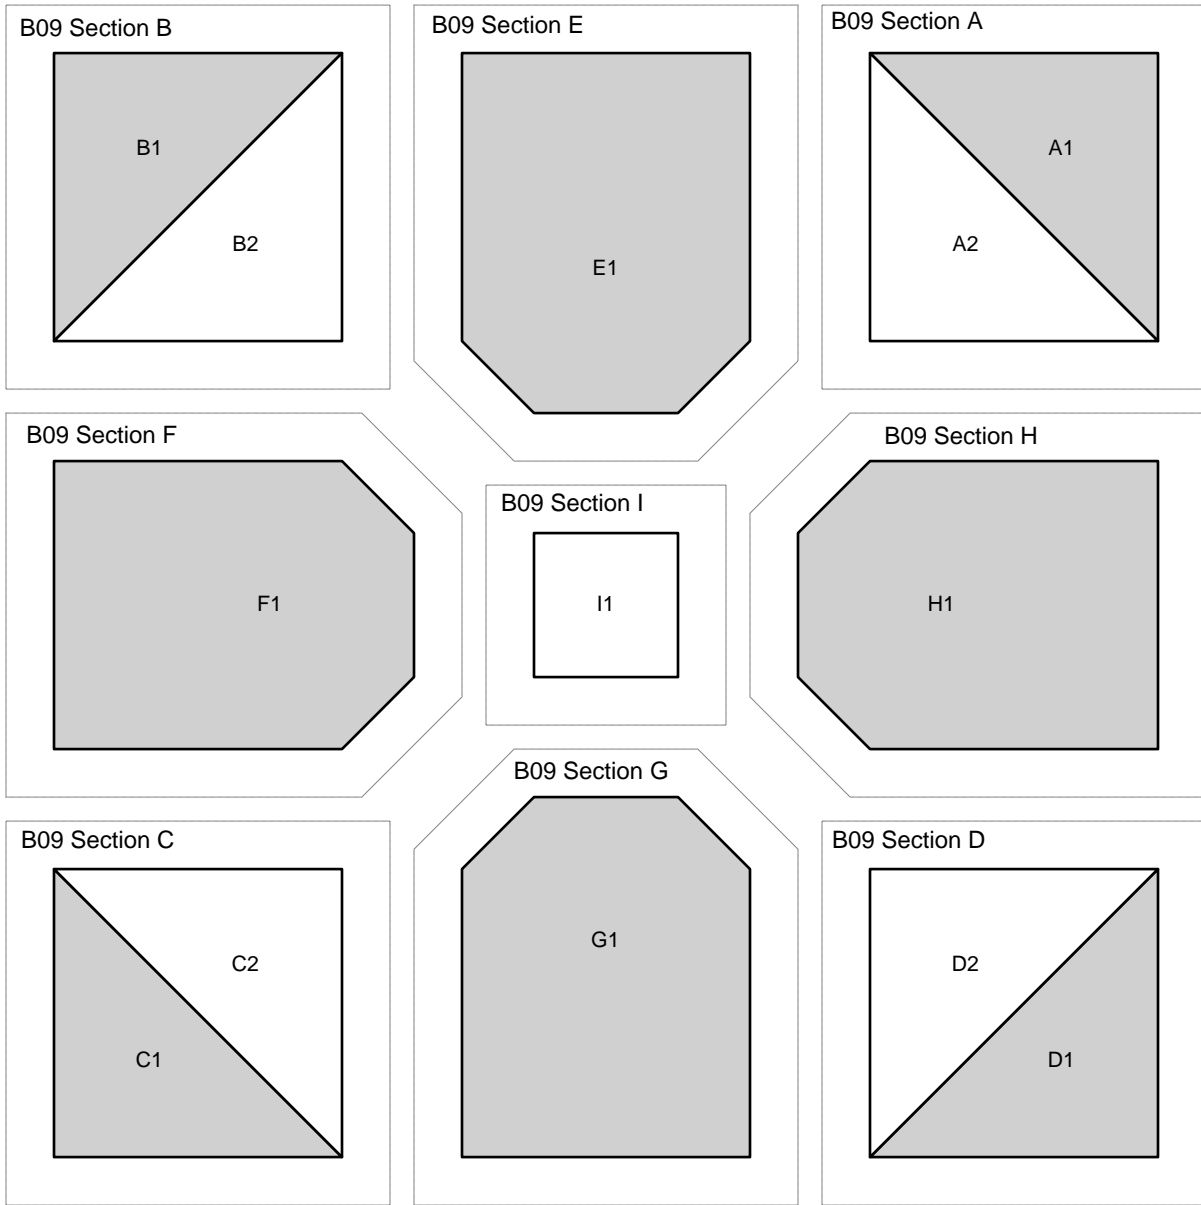 B09 Section B
B1
B2
B09 Section E
E1
B09 Section A
A1
A2
B09 Section F
F1
B09 Section I
I1
B09 Section H
H1
B09 Section C
C2
C1
B09 Section G
G1
B09 Section D
D2
D1